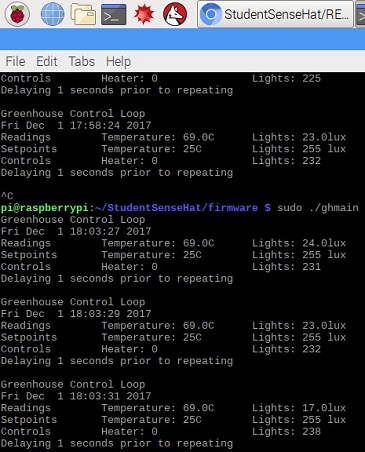 StudentSenseHat/RE...
File Edit Tabs Help
Controls Heater: 0 Lights: 225
Delaying 1 seconds prior to repeating
Greenhouse Control Loop
Fri Dec 1 17:58:24 2017
Readings Temperature: 69.0C Lights: 23.0lux
Setpoints Temperature: 25C Lights: 255 lux
Controls Heater: 0 Lights: 232
Delaying 1 seconds prior to repeating
^C
pi@raspberrypi:~/StudentSenseHat/firmware $ sudo ./ghmain
Greenhouse Control Loop
Fri Dec 1 18:03:27 2017
Readings Temperature: 69.0C Lights: 24.0lux
Setpoints Temperature: 25C Lights: 255 lux
Controls Heater: 0 Lights: 231
Delaying 1 seconds prior to repeating
Greenhouse Control Loop
Fri Dec 1 18:03:29 2017
Readings Temperature: 69.0C Lights: 23.0lux
Setpoints Temperature: 25C Lights: 255 lux
Controls Heater: 0 Lights: 232
Delaying 1 seconds prior to repeating
Greenhouse Control Loop
Fri Dec 1 18:03:31 2017
Readings Temperature: 69.0C Lights: 17.0lux
Setpoints Temperature: 25C Lights: 255 lux
Controls Heater: 0 Lights: 238
Delaying 1 seconds prior to repeating